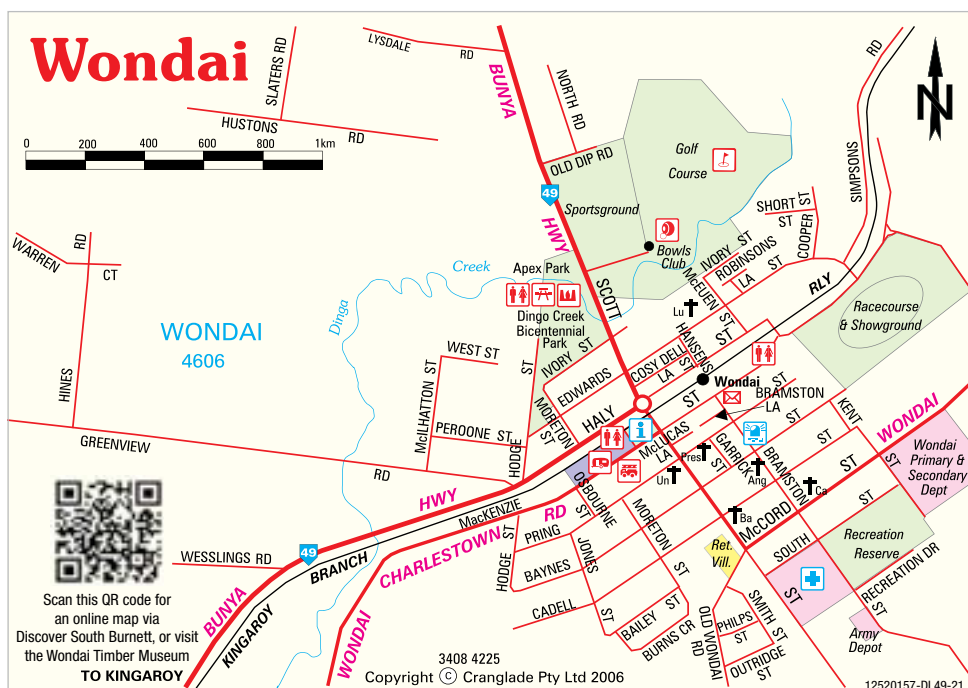 Wondai
0 200 400 600 800 1km
SLATERS RD
LYSDALE RD
HUSTONS RD
BUNYA HWY
49
NORTH RD
OLD DIP RD
Golf
Course
Sportsground
Bowls
Club
SIMPSONS RD
N
SHORT ST
COOPER ST
IVORY ST
ROBINSONS LA
ST
McEUEN ST
RLY
Racecourse
& Showground
WARREN CT
HINES RD
WONDAI
4606
Dinga Creek
Apex Park
Dingo Creek
Bicentennial
Park
SCOTT ST
Lu
HANSENS LA
COSY DELL
ST
EDWARDS
IVORY ST
WEST ST
McILHATTON ST
PEROONE ST
HODGE ST
MORETON ST
HALY ST
Wondai
BRAMSTON
LA
i
McLUCAS
LA
GREENVIEW RD
KENT ST
WONDAI
Wondai
Primary &
Secondary
Dept
Pres
GARRICK ST
Un
Ang
BRAMSTON ST
Ca
Ba
McCORD ST
HWY
MacKENZIE ST
OSBOURNE ST
MORETON ST
Ret.
Vill.
SOUTH ST
Recreation
Reserve
RECREATION DR
WESSLINGS RD
49
BRANCH
WONDAI CHARLESTOWN RD
HODGE ST
PRING
BAYNES
CADELL ST
JONES ST
BAILEY ST
BURNS CR
OLD WONDAI
RD
SMITH ST
PHILPS
ST
OUTRIDGE
ST
Army
Depot
BUNYA
KINGAROY
Scan this QR code for
an online map via
Discover South Burnett, or visit
the Wondai Timber Museum
TO KINGAROY
3408 4225
Copyright © Cranglade Pty Ltd 2006
12520157-DL49-21